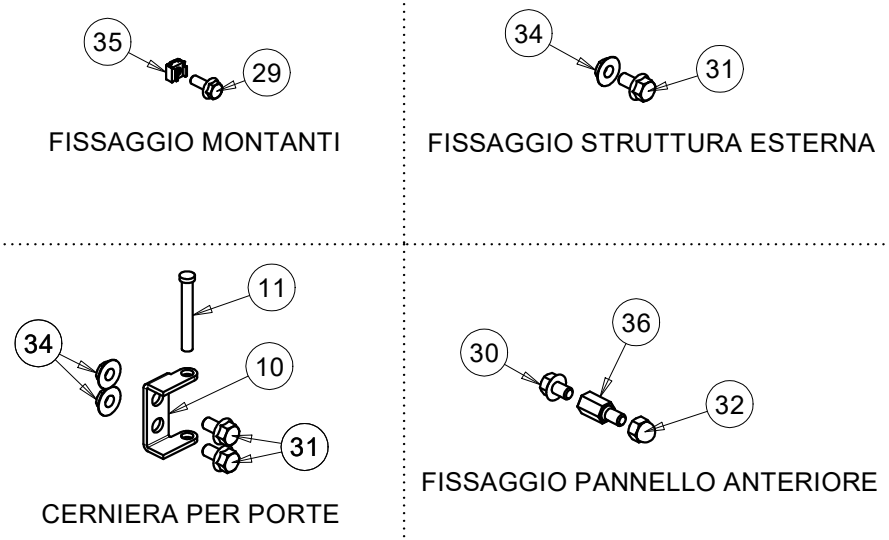 35
29
FISSAGGIO MONTANTI
34
31
FISSAGGIO STRUTTURA ESTERNA
11
34
10
31
CERNIERA PER PORTE
36
30
32
FISSAGGIO PANNELLO ANTERIORE